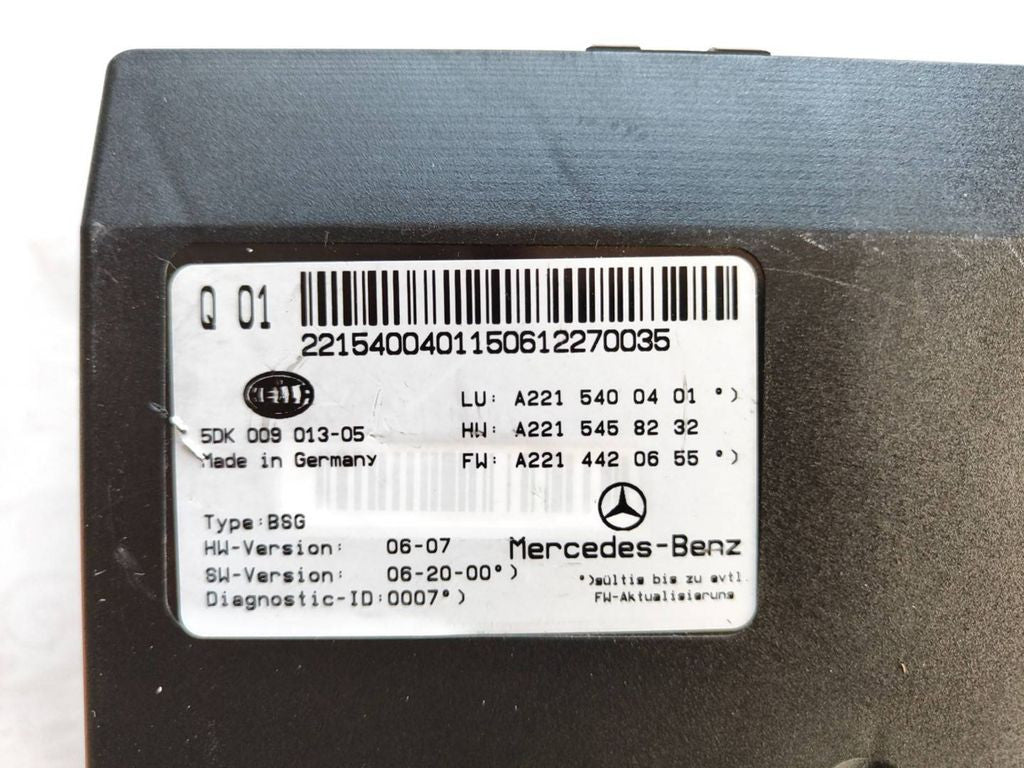 Q 01
2215400401150612270035
HELLA
LU: A221 540 04 01 °)
5DK 009 013-05
HW: A221 545 82 32
Made in Germany
FW: A221 442 06 55 °)
Type:BSG
HW-Version: 06-07
Mercedes-Benz
SW-Version: 06-20-00°)
°)gültig bis zu evtl.
Diagnostic-ID:0007°)
FW-Aktualisierung